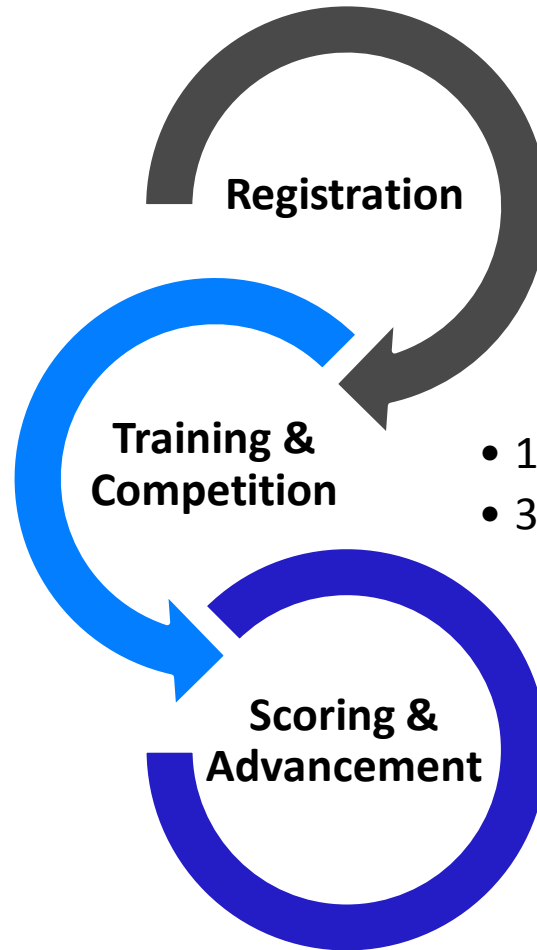 Registration
Training &
Competition
• 1
• 3
Scoring &
Advancement